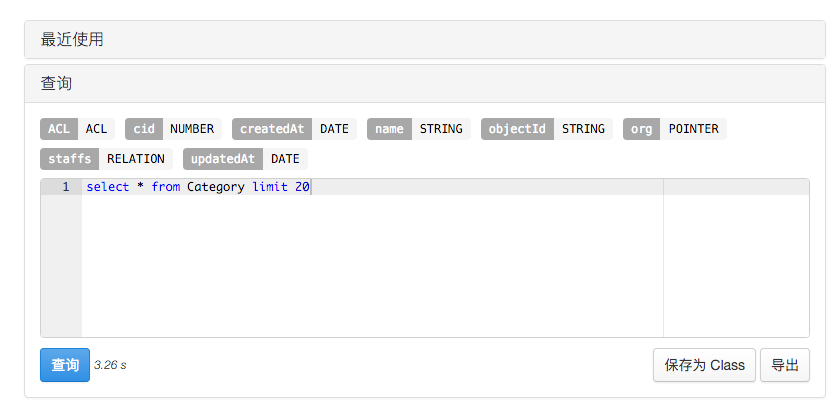 最近使用
查询
ACL ACL cid NUMBER createdAt DATE name STRING objectId STRING org POINTER
staffs RELATION updatedAt DATE
1 select * from Category limit 20
查询 3.26 s 保存为 Class 导出